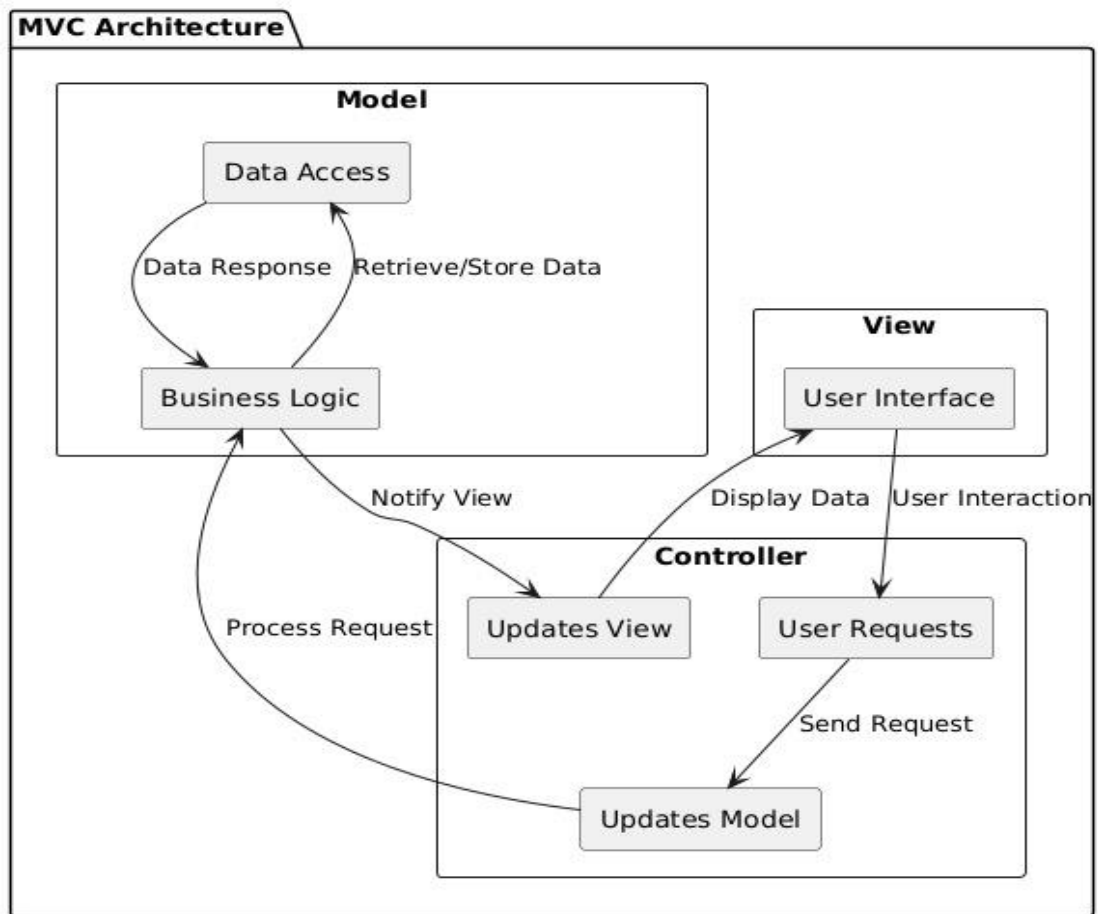 MVC Architecture
Model
Data Access
Data Response
Retrieve/Store Data
View
Business Logic
User Interface
Notify View
Display Data
User Interaction
Controller
Process Request
Updates View
User Requests
Send Request
Updates Model